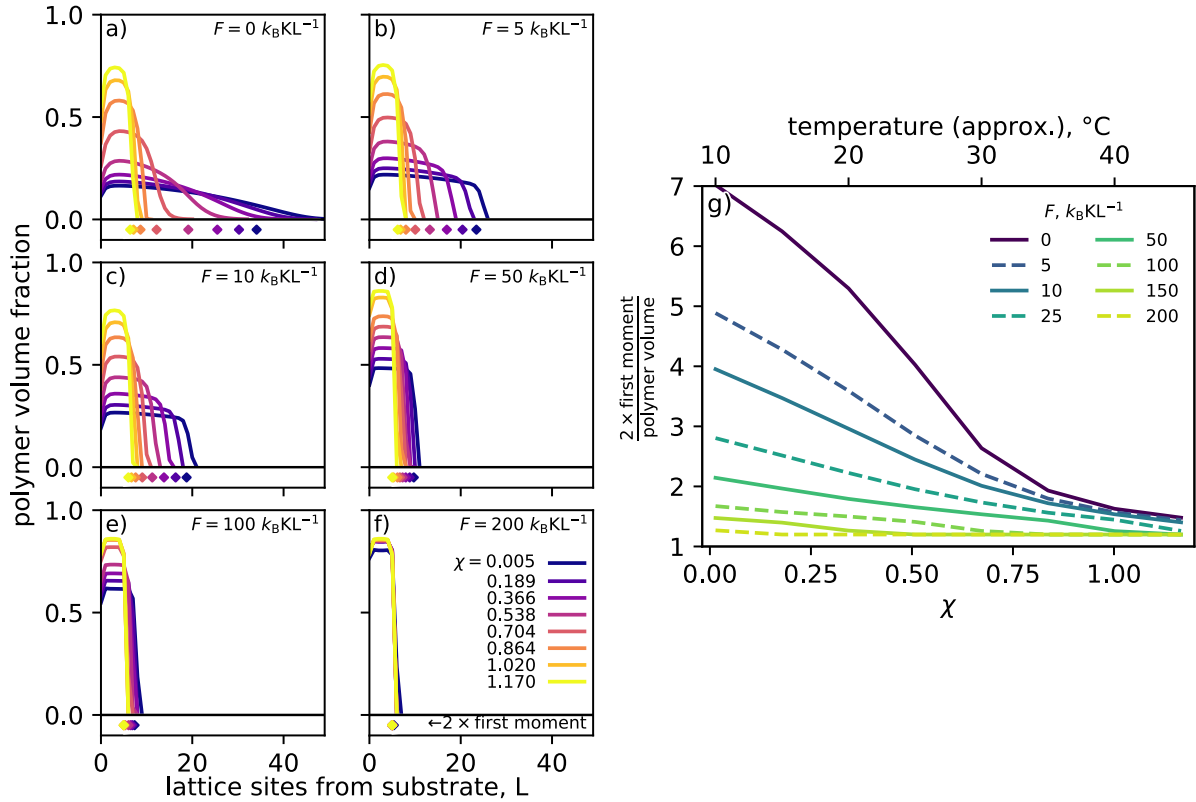 1.0
a)
F = 0 k_BKL⁻¹
0.5
0.0
b)
F = 5 k_BKL⁻¹
1.0
c)
F = 10 k_BKL⁻¹
0.5
0.0
d)
F = 50 k_BKL⁻¹
polymer volume fraction
1.0
e)
F = 100 k_BKL⁻¹
0.5
0.0
f)
F = 200 k_BKL⁻¹
χ = 0.005
0.189
0.366
0.538
0.704
0.864
1.020
1.170
←2 × first moment
0 20 40
0 20 40
lattice sites from substrate, L
temperature (approx.), °C
10 20 30 40
g)
F, k_BKL⁻¹
0 50
5 100
10 150
25 200
7
6
5
4
3
2
1
2 × first moment
polymer volume
0.00 0.25 0.50 0.75 1.00
χ